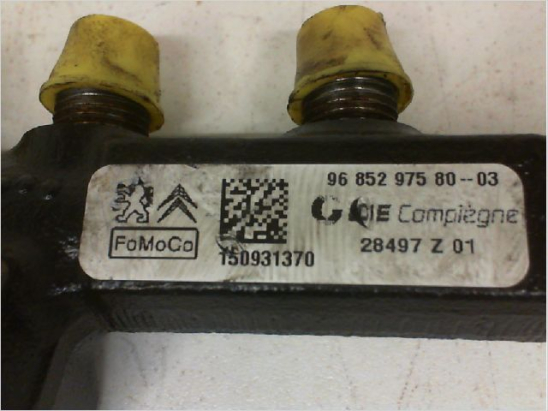 96 852 975 80--03
CIE Compiègne
FoMoCo
150931370
28497 Z 01